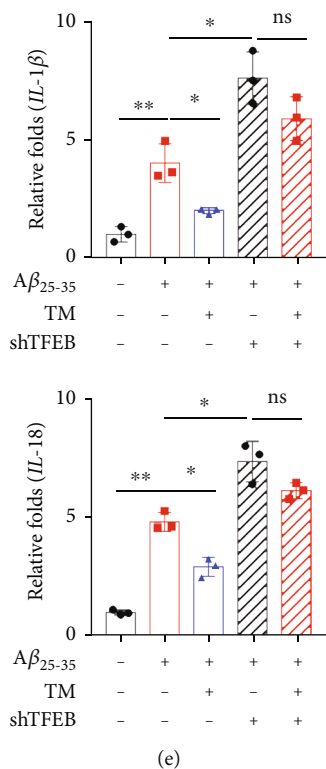 * ns
** *
10
5
0
Relative folds (IL-1β)
Aβ25-35 – + + + +
TM – – + – +
shTFEB – – – + +
* ns
** *
10
5
0
Relative folds (IL-18)
Aβ25-35 – + + + +
TM – – + – +
shTFEB – – – + +
(e)